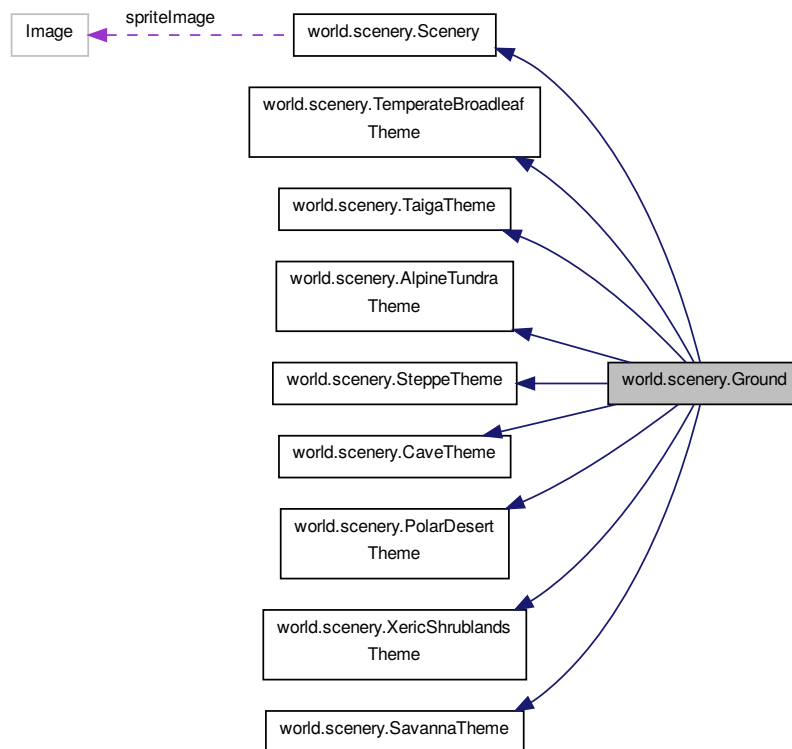 spriteImage
Image
world.scenery.Scenery
world.scenery.TemperateBroadleaf
Theme
world.scenery.TaigaTheme
world.scenery.AlpineTundra
Theme
world.scenery.SteppeTheme
world.scenery.Ground
world.scenery.CaveTheme
world.scenery.PolarDesert
Theme
world.scenery.XericShrublands
Theme
world.scenery.SavannaTheme